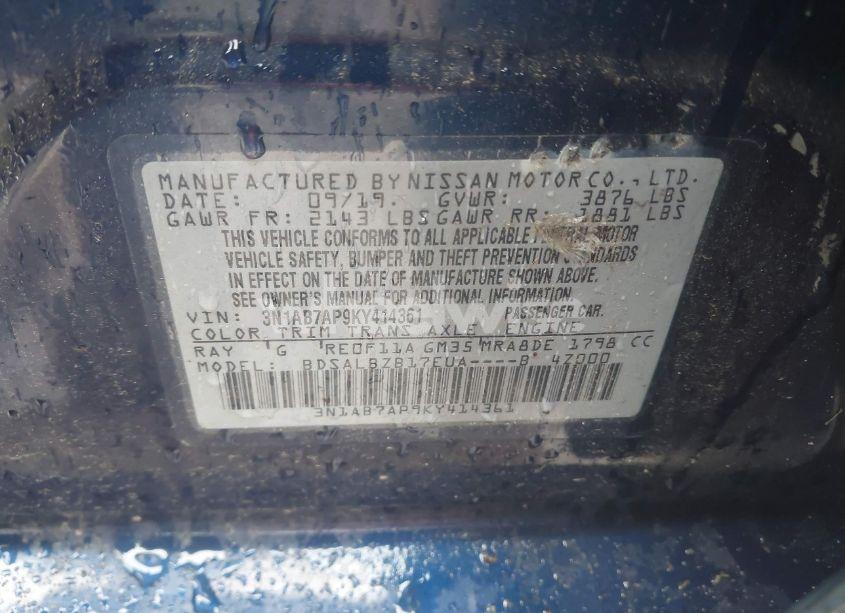 MANUFACTURED BY NISSAN MOTOR CO., LTD.
DATE: 09/19. GVWR: 3876 LBS
GAWR FR: 2143 LBS GAWR RR: 1881 LBS
THIS VEHICLE CONFORMS TO ALL APPLICABLE FEDERAL MOTOR
VEHICLE SAFETY, BUMPER AND THEFT PREVENTION STANDARDS
IN EFFECT ON THE DATE OF MANUFACTURE SHOWN ABOVE.
SEE OWNER'S MANUAL FOR ADDITIONAL INFORMATION.
VIN: 3N1AB7AP9KY414361 PASSENGER CAR.
COLOR TRIM TRANS AXLE ENGINE
RAY 'G RE0F11A GM35 MRA8DE 1798 CC
MODEL: BDSALBZB17EUA----B 4Z000
3N1AB7AP9KY414361